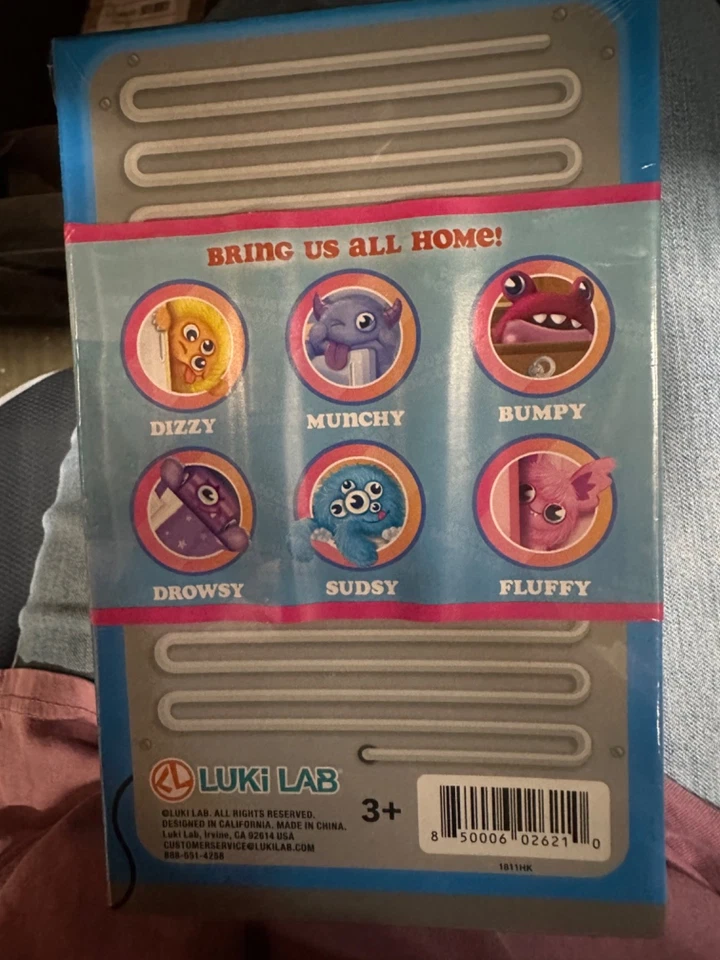 BRING US ALL HOME!
DIZZY
MUNCHY
BUMPY
DROWSY
SUDSY
FLUFFY
LUKi LAB
©LUKI LAB. ALL RIGHTS RESERVED.
DESIGNED IN CALIFORNIA. MADE IN CHINA.
Luki Lab, Irvine, CA 92614 USA
CUSTOMERSERVICE@LUKILAB.COM
888-591-4258
3+
8 50006 02621 0
1811HK